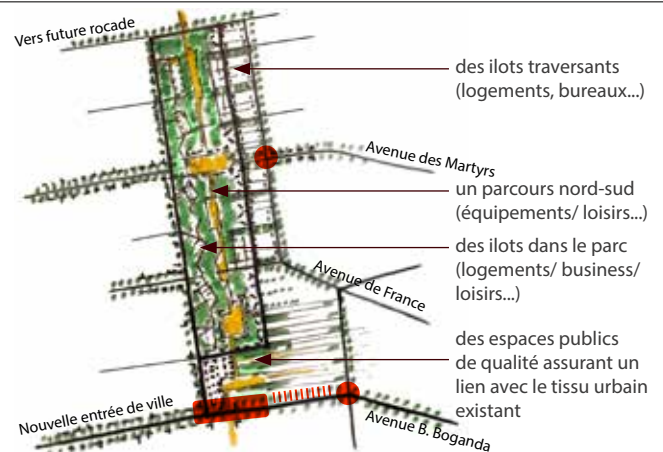 Vers future rocade
des ilots traversants
(logements, bureaux...)
Avenue des Martyrs
un parcours nord-sud
(équipements/ loisirs...)
des ilots dans le parc
(logements/ business/
loisirs...)
Avenue de France
des espaces publics
de qualité assurant un
lien avec le tissu urbain
existant
Nouvelle entrée de ville
Avenue B. Boganda